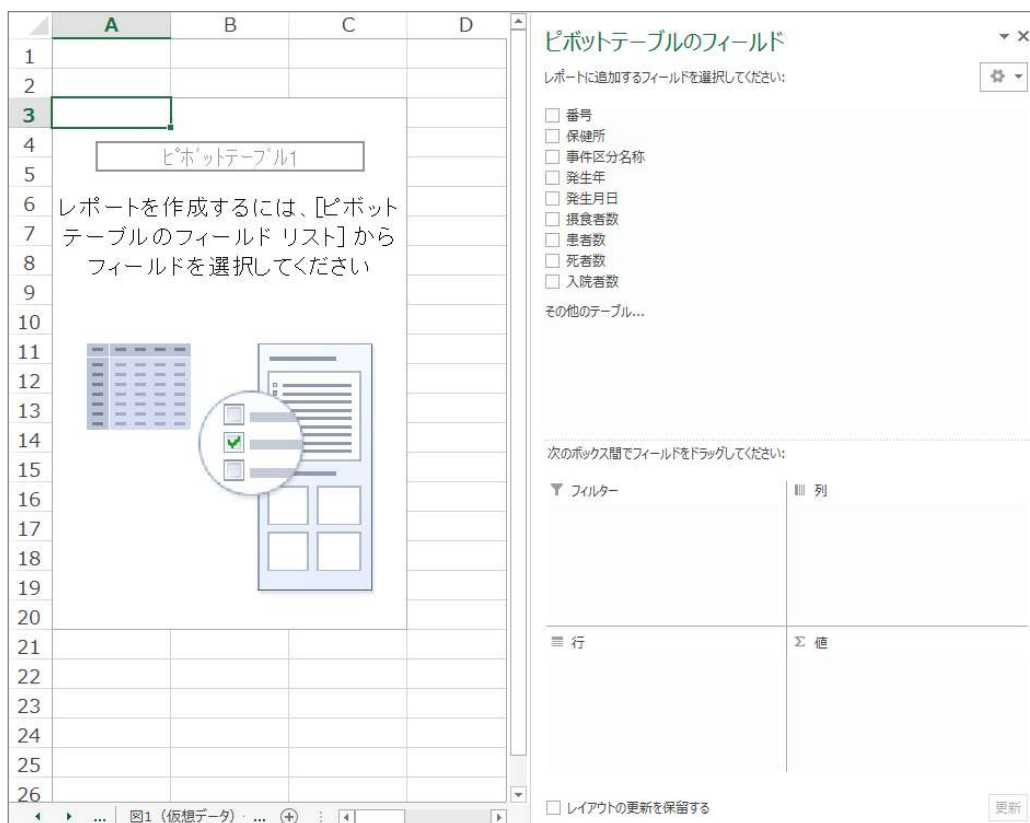 A B C D
1
2
3
4
5
6
7
8
9
10
11
12
13
14
15
16
17
18
19
20
21
22
23
24
25
26
ピボットテーブル1
レポートを作成するには、[ピボット
テーブルのフィールド リスト] から
フィールドを選択してください
... 図1（仮想データ） ...
ピボットテーブルのフィールド
レポートに追加するフィールドを選択してください:
番号
保健所
事件区分名称
発生年
発生月日
摂食者数
患者数
死者数
入院者数
その他のテーブル...
次のボックス間でフィールドをドラッグしてください:
フィルター
列
行
Σ 値
レイアウトの更新を保留する
更新